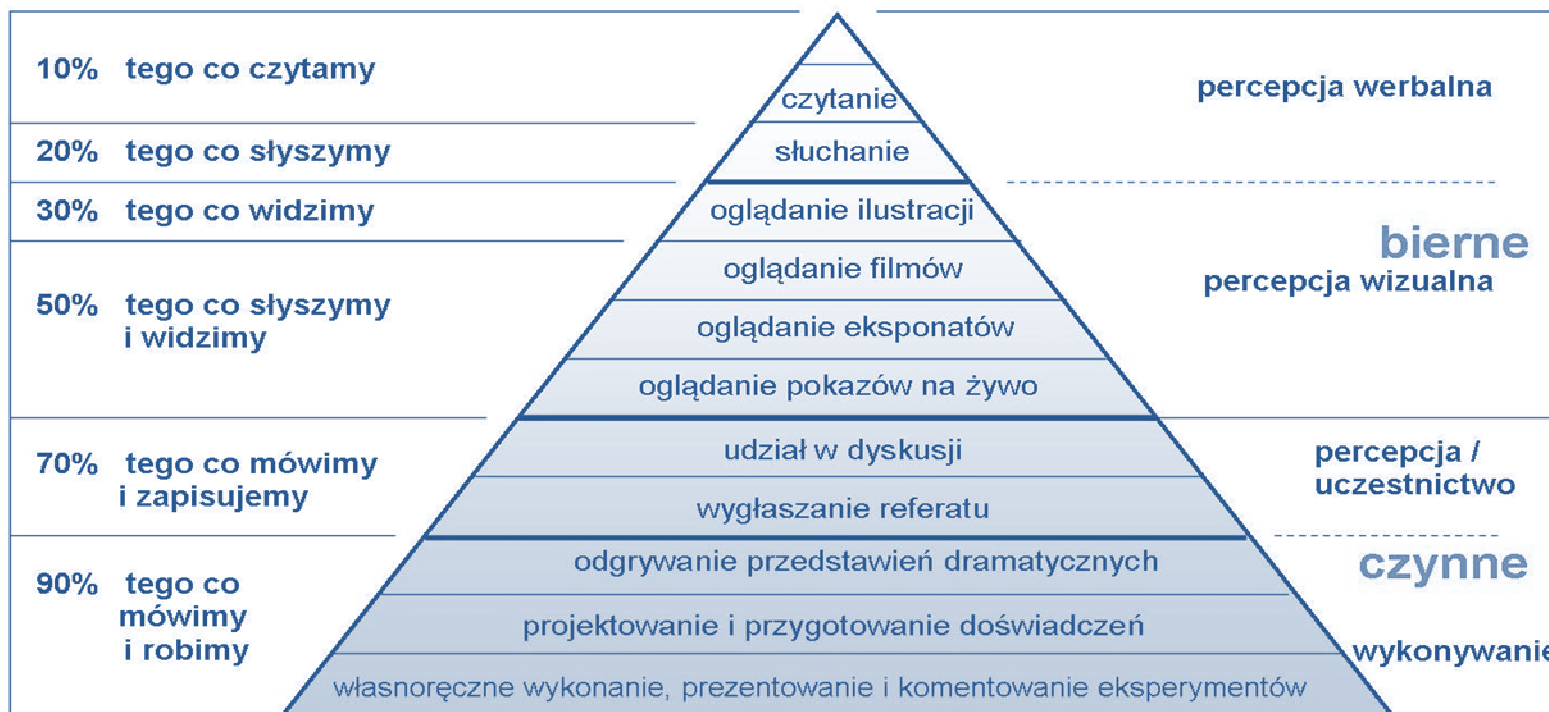 10% tego co czytamy
czytanie
percepcja werbalna
20% tego co słyszymy
słuchanie
30% tego co widzimy
oglądanie ilustracji
bierne
percepcja wizualna
50% tego co słyszymy
i widzimy
oglądanie filmów
oglądanie eksponatów
oglądanie pokazów na żywo
70% tego co mówimy
i zapisujemy
udział w dyskusji
wygłaszanie referatu
percepcja /
uczestnictwo
90% tego co
mówimy
i robimy
odgrywanie przedstawień dramatycznych
projektowanie i przygotowanie doświadczeń
własnoręczne wykonanie, prezentowanie i komentowanie eksperymentów
czynne
wykonywanie